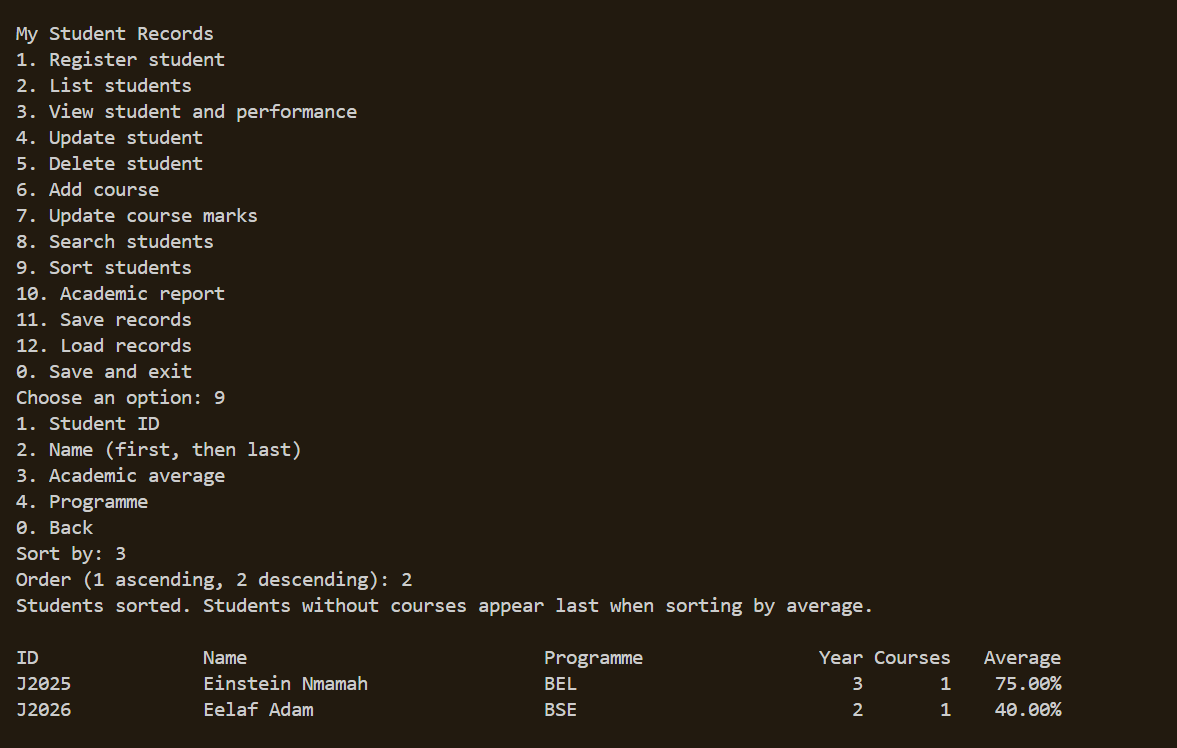 My Student Records
1. Register student
2. List students
3. View student and performance
4. Update student
5. Delete student
6. Add course
7. Update course marks
8. Search students
9. Sort students
10. Academic report
11. Save records
12. Load records
0. Save and exit
Choose an option: 9
1. Student ID
2. Name (first, then last)
3. Academic average
4. Programme
0. Back
Sort by: 3
Order (1 ascending, 2 descending): 2
Students sorted. Students without courses appear last when sorting by average.
ID Name Programme Year Courses Average
J2025 Einstein Nmamah BEL 3 1 75.00%
J2026 Eelaf Adam BSE 2 1 40.00%